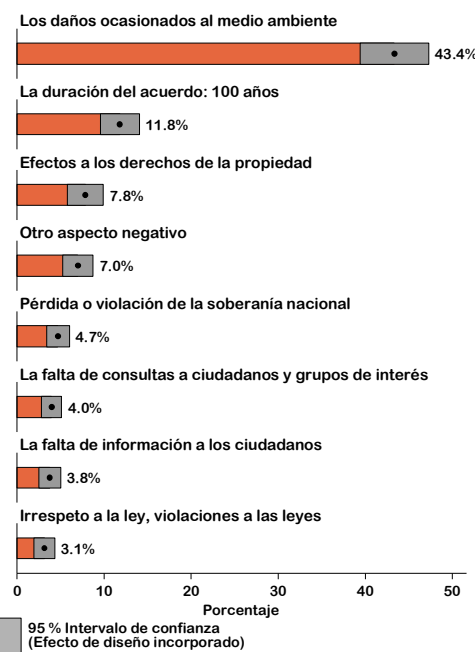 Los daños ocasionados al medio ambiente
43.4%
La duración del acuerdo: 100 años
11.8%
Efectos a los derechos de la propiedad
7.8%
Otro aspecto negativo
7.0%
Pérdida o violación de la soberanía nacional
4.7%
La falta de consultas a ciudadanos y grupos de interés
4.0%
La falta de información a los ciudadanos
3.8%
Irrespeto a la ley, violaciones a las leyes
3.1%
0 10 20 30 40 50
Porcentaje
95 % Intervalo de confianza
(Efecto de diseño incorporado)